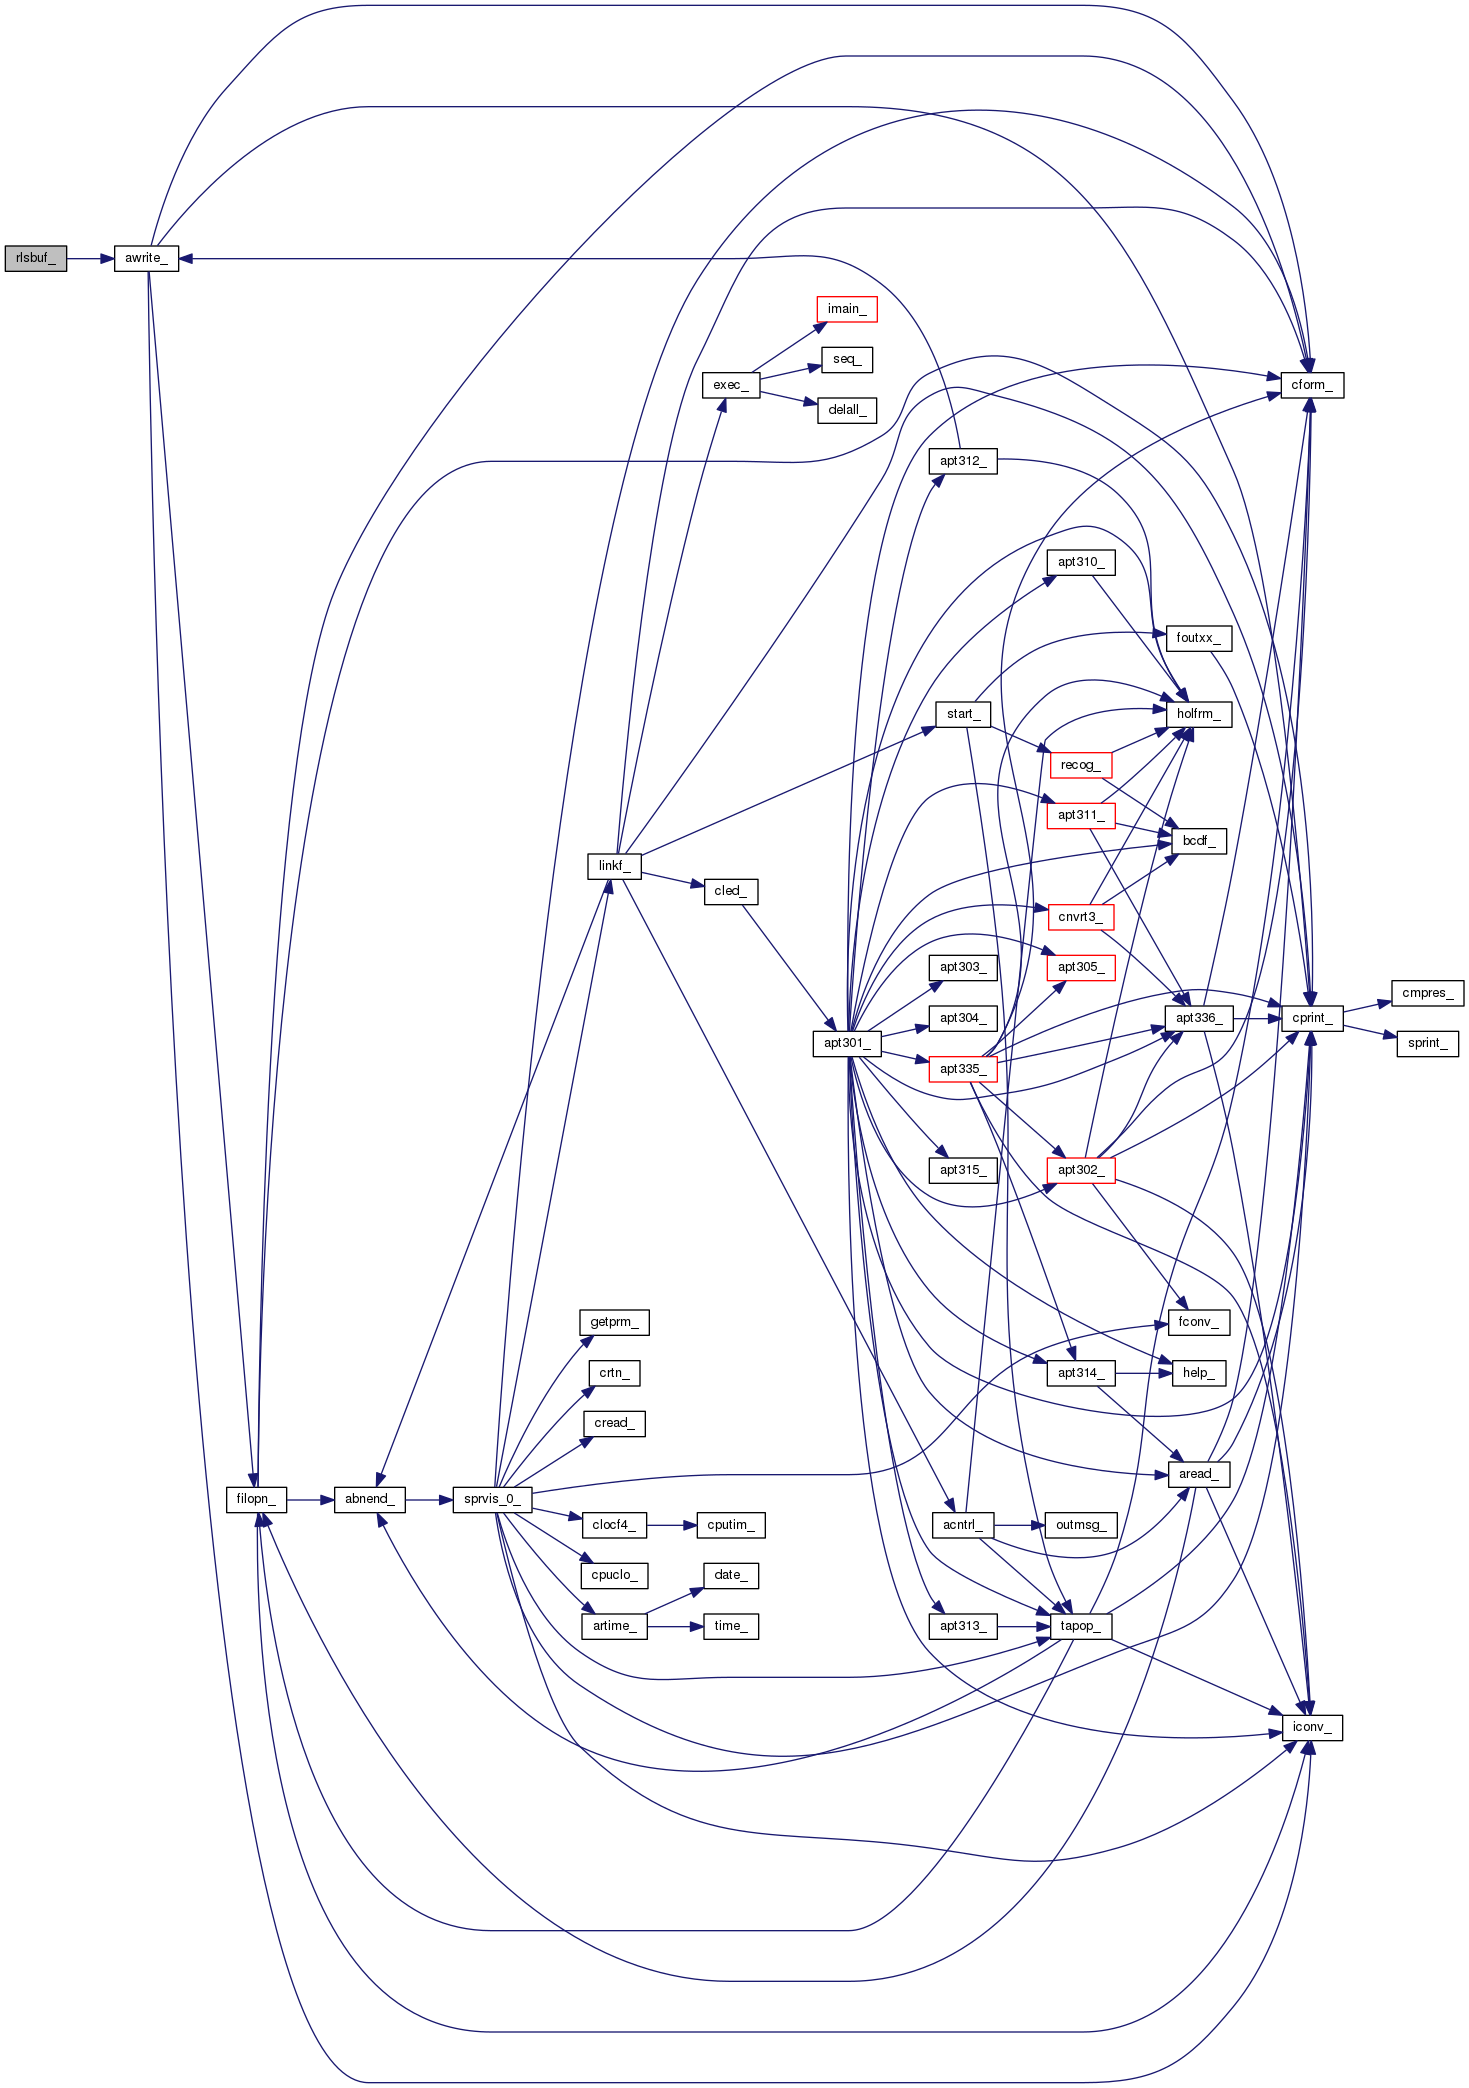 rlsbuf_
awrite_
imain_
seq_
exec_
cform_
delall_
apt312_
apt310_
foutxx_
start_
holfrm_
recog_
apt311_
bcdf_
linkf_
cled_
cnvrt3_
apt303_
apt305_
cmpres_
apt304_
apt336_
cprint_
apt301_
sprint_
apt335_
apt315_
apt302_
getprm_
fconv_
crtn_
apt314_
help_
cread_
aread_
filopn_
abnend_
sprvis_0_
clocf4_
cputim_
acntrl_
outmsg_
cpuclo_
date_
artime_
time_
apt313_
tapop_
iconv_